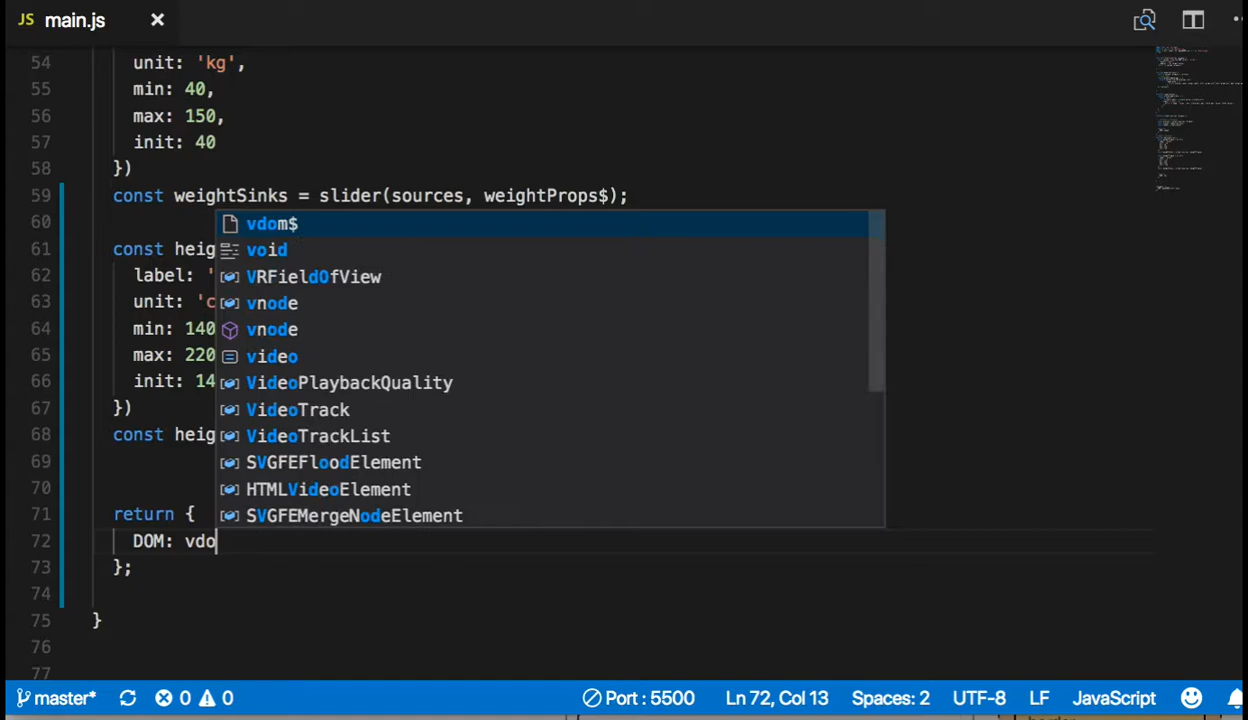 JS main.js
54 unit: 'kg',
55 min: 40,
56 max: 150,
57 init: 40
58 })
59 const weightSinks = slider(sources, weightProps$);
60
61 const heig
62 label: '
63 unit: 'c
64 min: 140
65 max: 220
66 init: 14
67 })
68 const heig
69
70
71 return {
72 DOM: vdo
73 };
74
75 }
76
77
vdom$
void
VRFieldOfView
vnode
vnode
video
VideoPlaybackQuality
VideoTrack
VideoTrackList
SVGFEFloodElement
HTMLVideoElement
SVGFEMergeNodeElement
master* 0 0 Port : 5500 Ln 72, Col 13 Spaces: 2 UTF-8 LF JavaScript